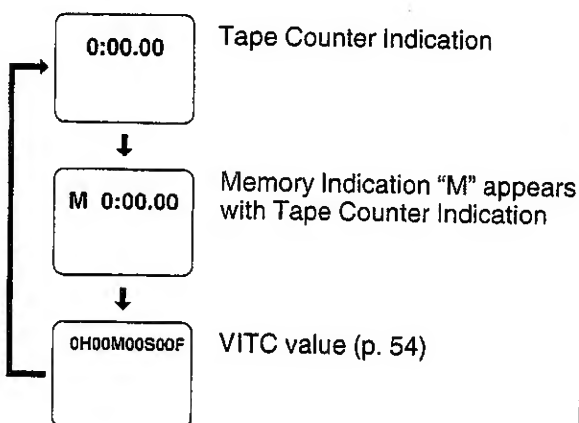 0:00.00
Tape Counter Indication
M 0:00.00
Memory Indication "M" appears
with Tape Counter Indication
0H00M00S00F
VITC value (p. 54)